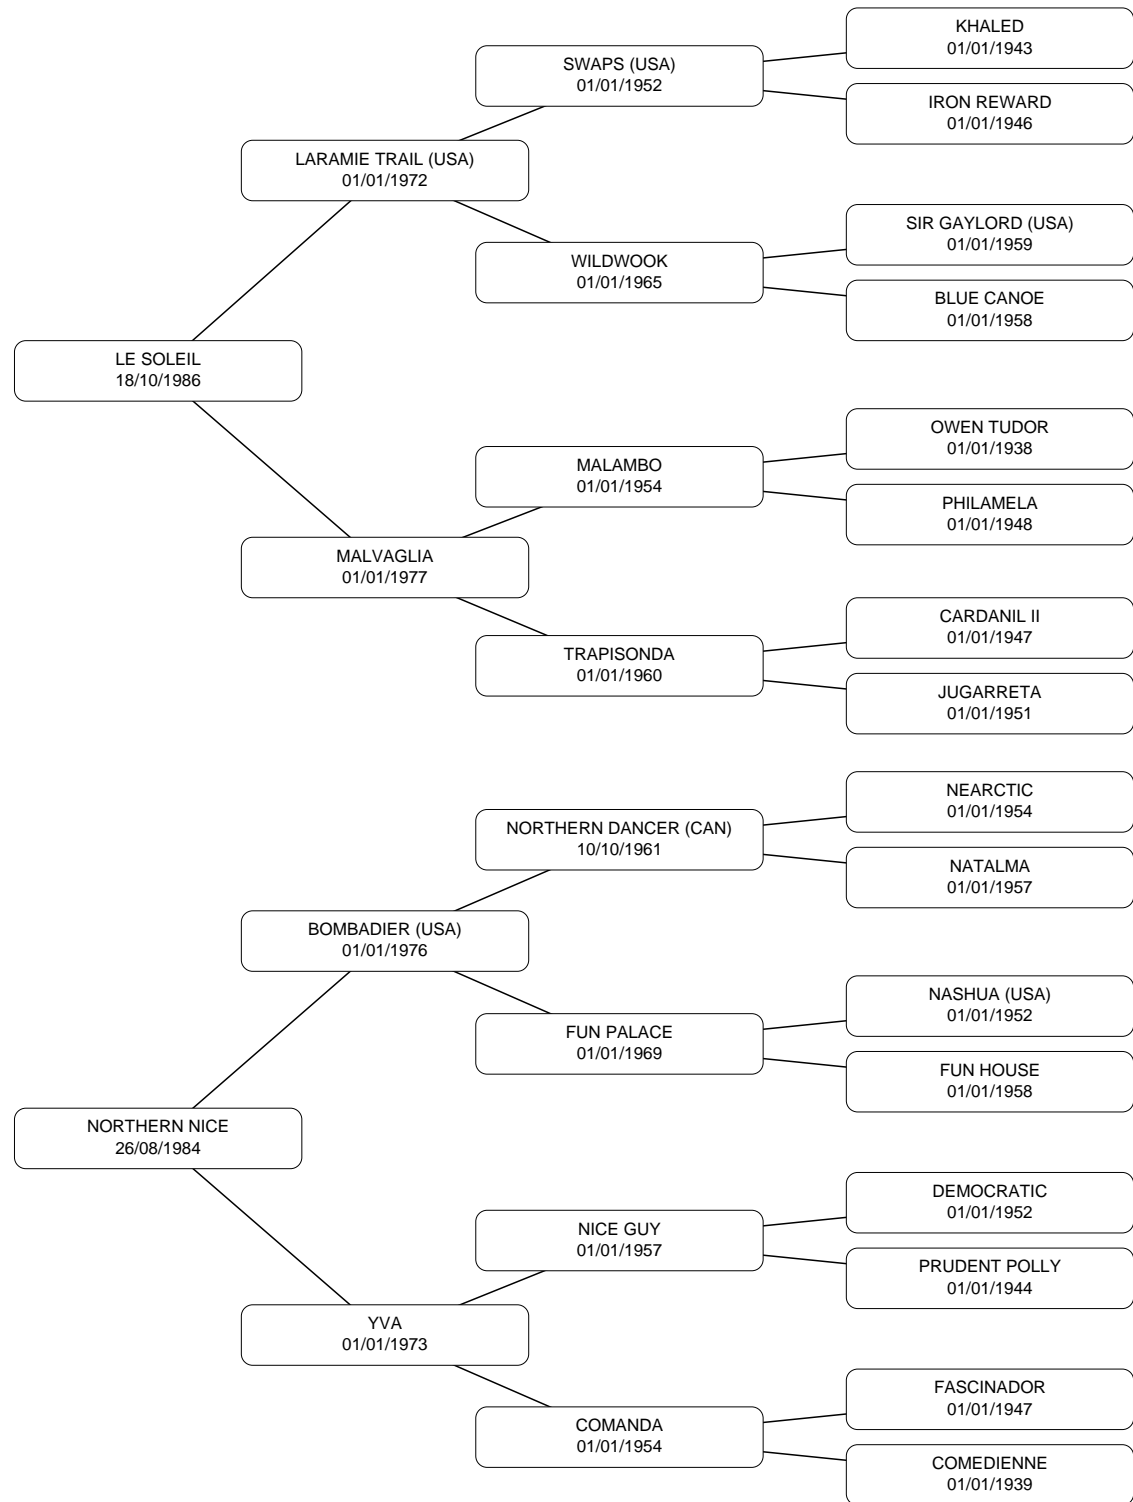 KHALED
01/01/1943
SWAPS (USA)
01/01/1952
IRON REWARD
01/01/1946
LARAMIE TRAIL (USA)
01/01/1972
SIR GAYLORD (USA)
01/01/1959
WILDWOOK
01/01/1965
BLUE CANOE
01/01/1958
LE SOLEIL
18/10/1986
OWEN TUDOR
01/01/1938
MALAMBO
01/01/1954
PHILAMELA
01/01/1948
MALVAGLIA
01/01/1977
CARDANIL II
01/01/1947
TRAPISONDA
01/01/1960
JUGARRETA
01/01/1951
NEARCTIC
01/01/1954
NORTHERN DANCER (CAN)
10/10/1961
NATALMA
01/01/1957
BOMBADIER (USA)
01/01/1976
NASHUA (USA)
01/01/1952
FUN PALACE
01/01/1969
FUN HOUSE
01/01/1958
NORTHERN NICE
26/08/1984
DEMOCRATIC
01/01/1952
NICE GUY
01/01/1957
PRUDENT POLLY
01/01/1944
YVA
01/01/1973
FASCINADOR
01/01/1947
COMANDA
01/01/1954
COMEDIENNE
01/01/1939